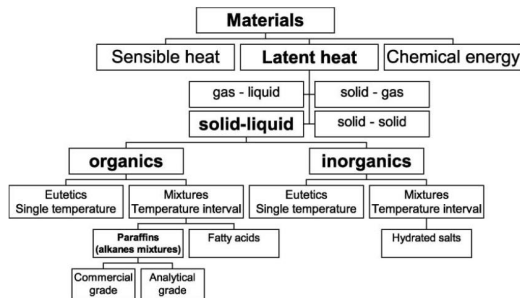 Materials
Sensible heat
Latent heat
Chemical energy
gas - liquid
solid - gas
solid-liquid
solid - solid
organics
inorganics
Eutetics
Single temperature
Mixtures
Temperature interval
Eutetics
Single temperature
Mixtures
Temperature interval
Paraffins
(alkanes mixtures)
Fatty acids
Hydrated salts
Commercial
grade
Analytical
grade